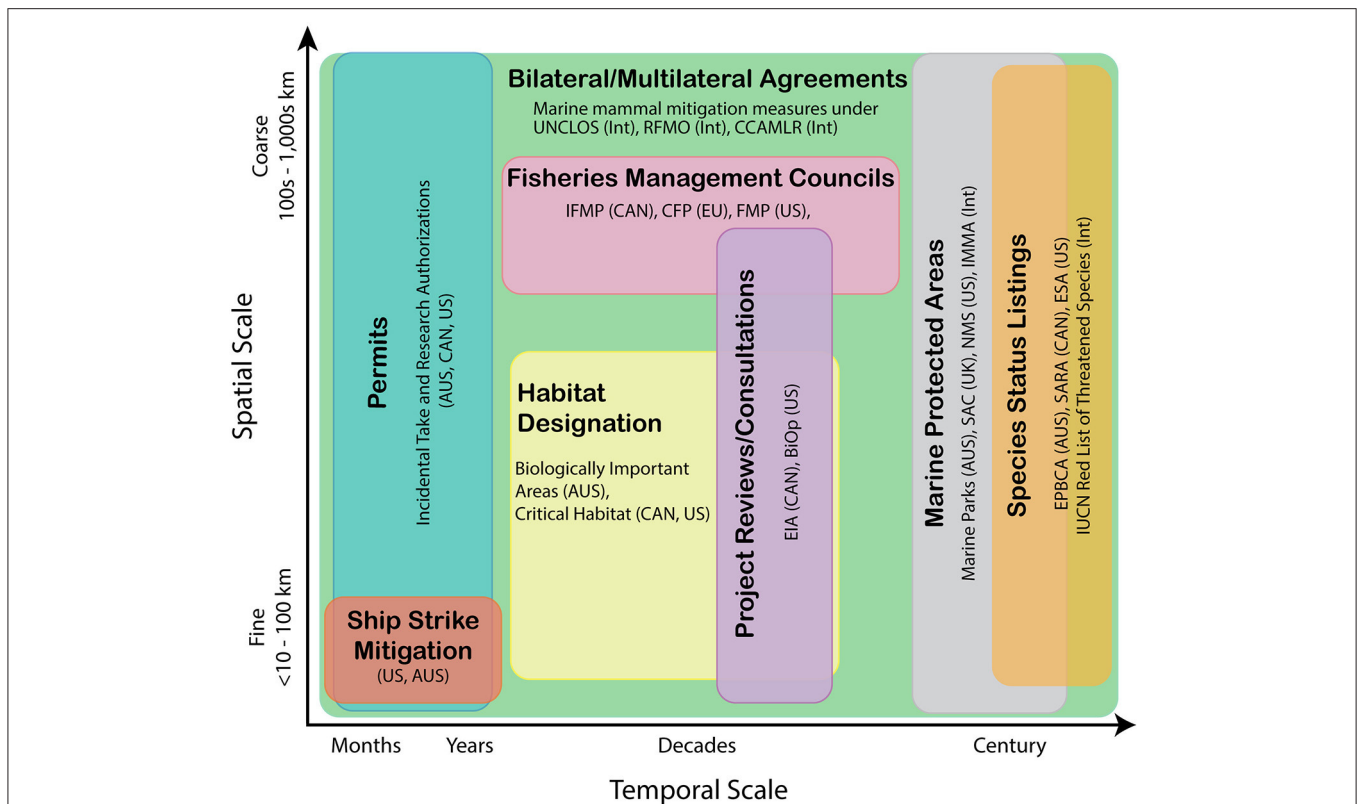 Bilateral/Multilateral Agreements
Marine mammal mitigation measures under
UNCLOS (Int), RFMO (Int), CCAMLR (Int)
Fisheries Management Councils
IFMP (CAN), CFP (EU), FMP (US),
Permits
Incidental Take and Research Authorizations
(AUS, CAN, US)
Ship Strike
Mitigation
(US, AUS)
Habitat
Designation
Biologically Important
Areas (AUS),
Critical Habitat (CAN, US)
Project Reviews/Consultations
EIA (CAN), BiOp (US)
Marine Protected Areas
Marine Parks (AUS), SAC (UK), NMS (US), IMMA (Int)
Species Status Listings
EPBCA (AUS), SARA (CAN), ESA (US)
IUCN Red List of Threatened Species (Int)
Spatial Scale
Coarse
100s - 1,000s km
Fine
<10 - 100 km
Months
Years
Decades
Century
Temporal Scale